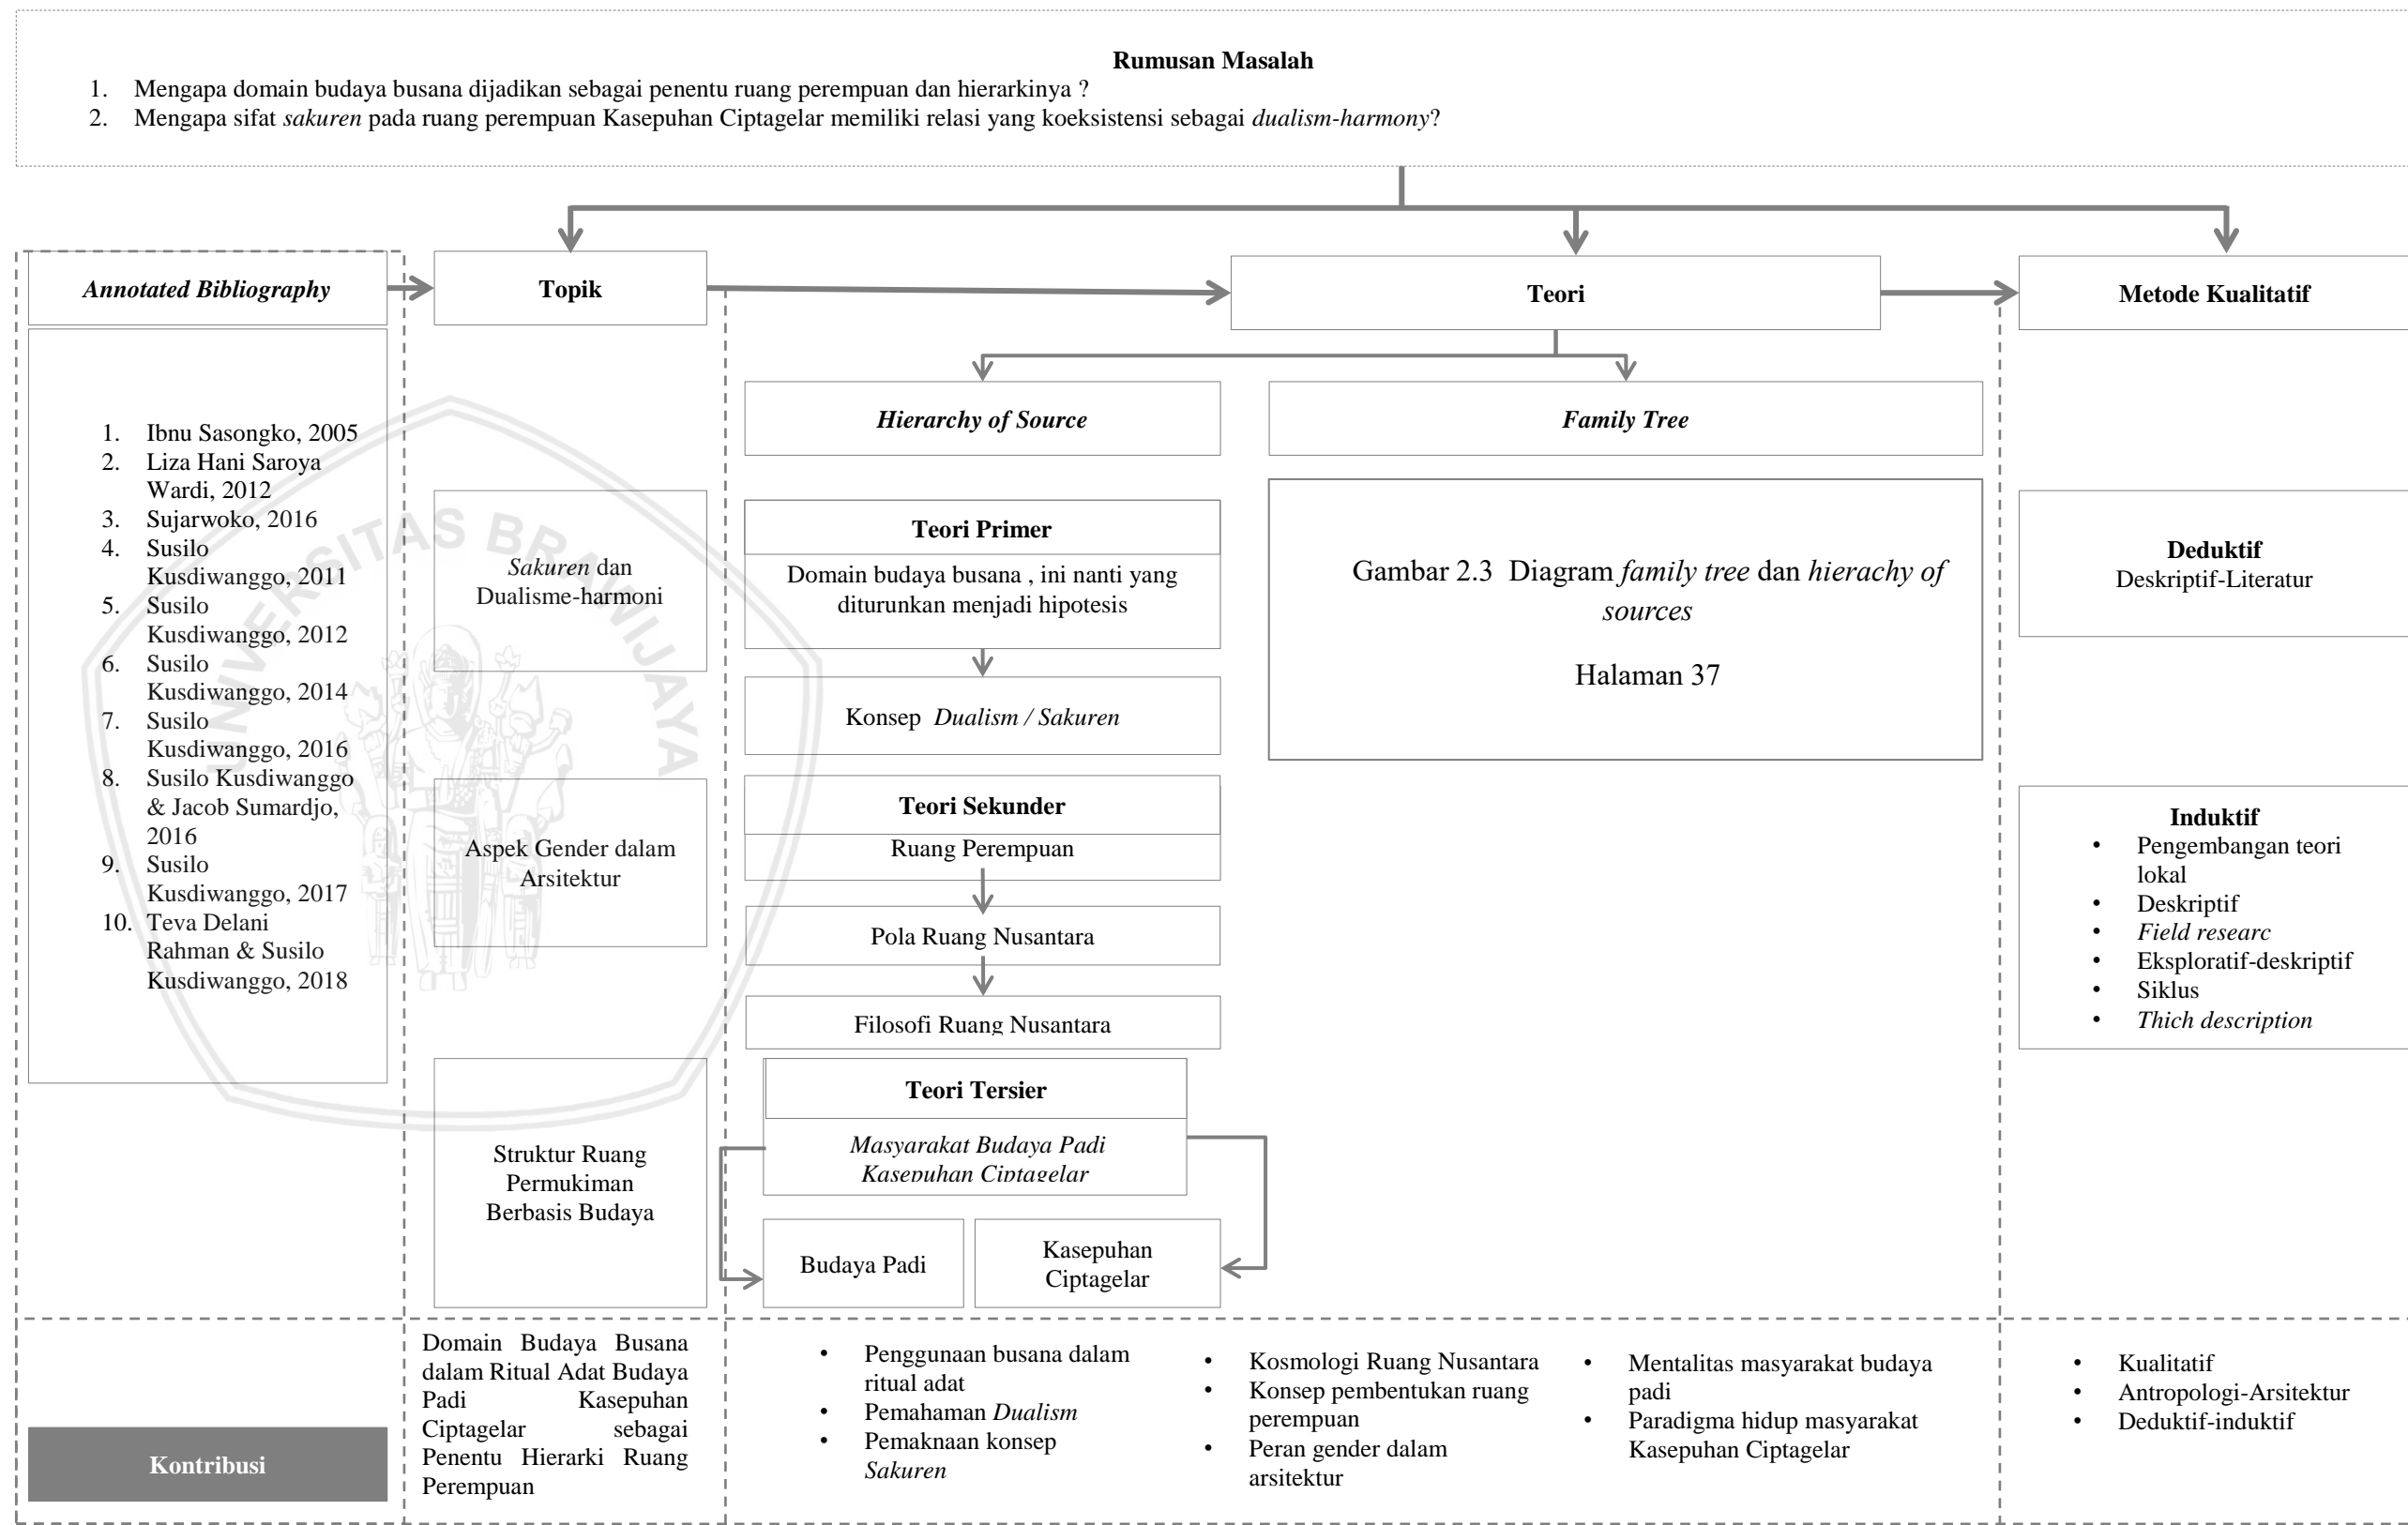 Rumusan Masalah
1. Mengapa domain budaya busana dijadikan sebagai penentu ruang perempuan dan hierarkinya ?
2. Mengapa sifat sakuren pada ruang perempuan Kasepuhan Ciptagelar memiliki relasi yang koeksistensi sebagai dualism-harmony?
Annotated Bibliography
Topik
Teori
Metode Kualitatif
1. Ibnu Sasongko, 2005
2. Liza Hani Saroya
Wardi, 2012
3. Sujarwoko, 2016
4. Susilo
Kusdiwanggo, 2011
5. Susilo
Kusdiwanggo, 2012
6. Susilo
Kusdiwanggo, 2014
7. Susilo
Kusdiwanggo, 2016
8. Susilo Kusdiwanggo
& Jacob Sumardjo,
2016
9. Susilo
Kusdiwanggo, 2017
10. Teva Delani
Rahman & Susilo
Kusdiwanggo, 2018
UNIVERSITAS BRAWIJAYA
Sakuren dan
Dualisme-harmoni
Aspek Gender dalam
Arsitektur
Struktur Ruang
Permukiman
Berbasis Budaya
Hierarchy of Source
Family Tree
Teori Primer
Domain budaya busana , ini nanti yang
diturunkan menjadi hipotesis
Konsep Dualism / Sakuren
Teori Sekunder
Ruang Perempuan
Pola Ruang Nusantara
Filosofi Ruang Nusantara
Teori Tersier
Masyarakat Budaya Padi
Kasepuhan Ciptagelar
Budaya Padi
Kasepuhan
Ciptagelar
Gambar 2.3 Diagram family tree dan hierachy of
sources
Halaman 37
Deduktif
Deskriptif-Literatur
Induktif
• Pengembangan teori
lokal
• Deskriptif
• Field researc
• Eksploratif-deskriptif
• Siklus
• Thich description
Kontribusi
Domain Budaya Busana
dalam Ritual Adat Budaya
Padi Kasepuhan
Ciptagelar sebagai
Penentu Hierarki Ruang
Perempuan
• Penggunaan busana dalam
ritual adat
• Pemahaman Dualism
• Pemaknaan konsep
Sakuren
• Kosmologi Ruang Nusantara
• Konsep pembentukan ruang
perempuan
• Peran gender dalam
arsitektur
• Mentalitas masyarakat budaya
padi
• Paradigma hidup masyarakat
Kasepuhan Ciptagelar
• Kualitatif
• Antropologi-Arsitektur
• Deduktif-induktif